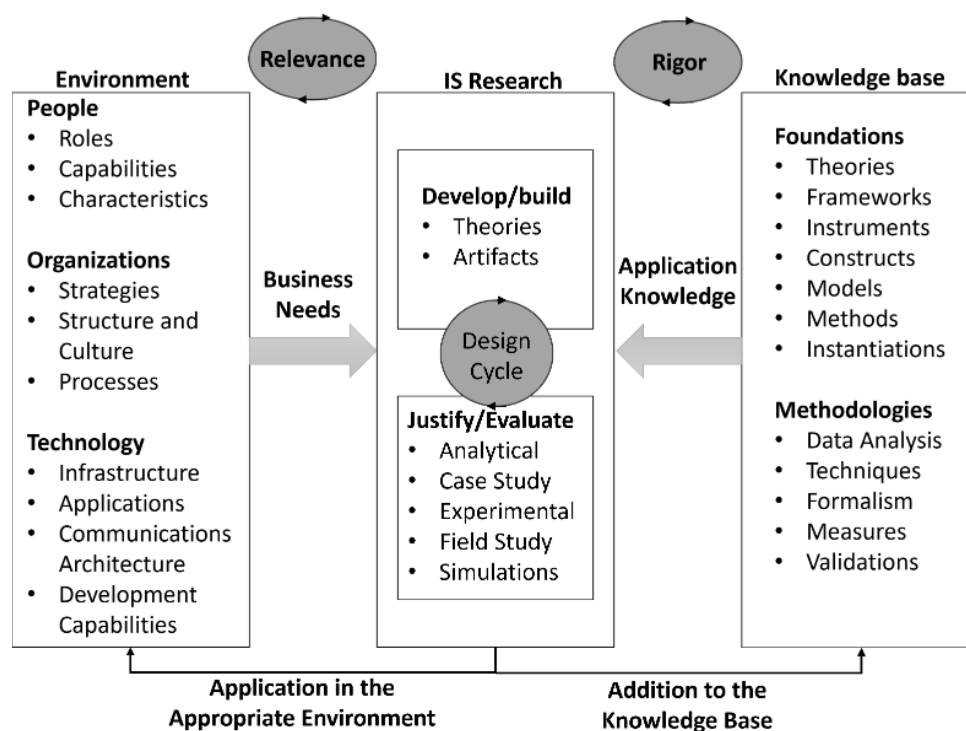 Relevance
Rigor
Environment
IS Research
Knowledge base
People
• Roles
• Capabilities
• Characteristics
Organizations
• Strategies
• Structure and
Culture
• Processes
Technology
• Infrastructure
• Applications
• Communications
Architecture
• Development
Capabilities
Business
Needs
Develop/build
• Theories
• Artifacts
Design
Cycle
Justify/Evaluate
• Analytical
• Case Study
• Experimental
• Field Study
• Simulations
Application
Knowledge
Foundations
• Theories
• Frameworks
• Instruments
• Constructs
• Models
• Methods
• Instantiations
Methodologies
• Data Analysis
• Techniques
• Formalism
• Measures
• Validations
Application in the
Appropriate Environment
Addition to the
Knowledge Base